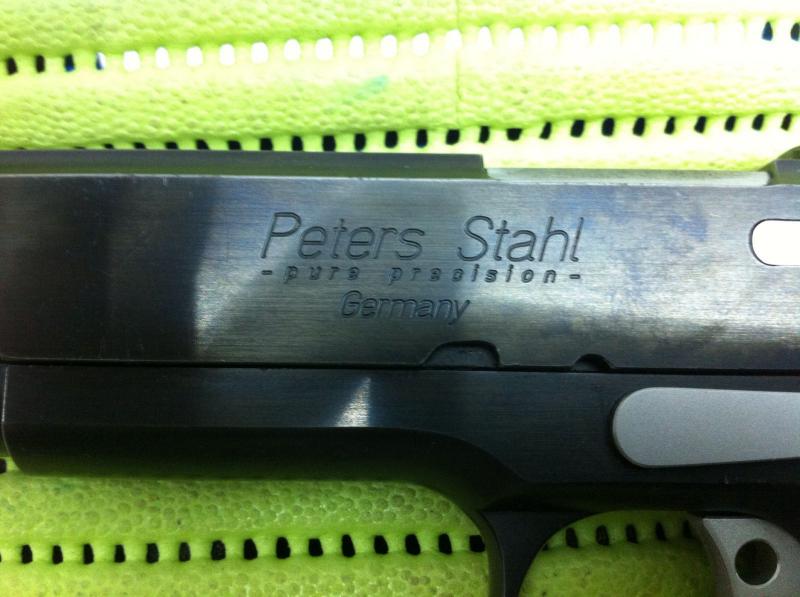 Peters Stahl
- pure precision -
Germany